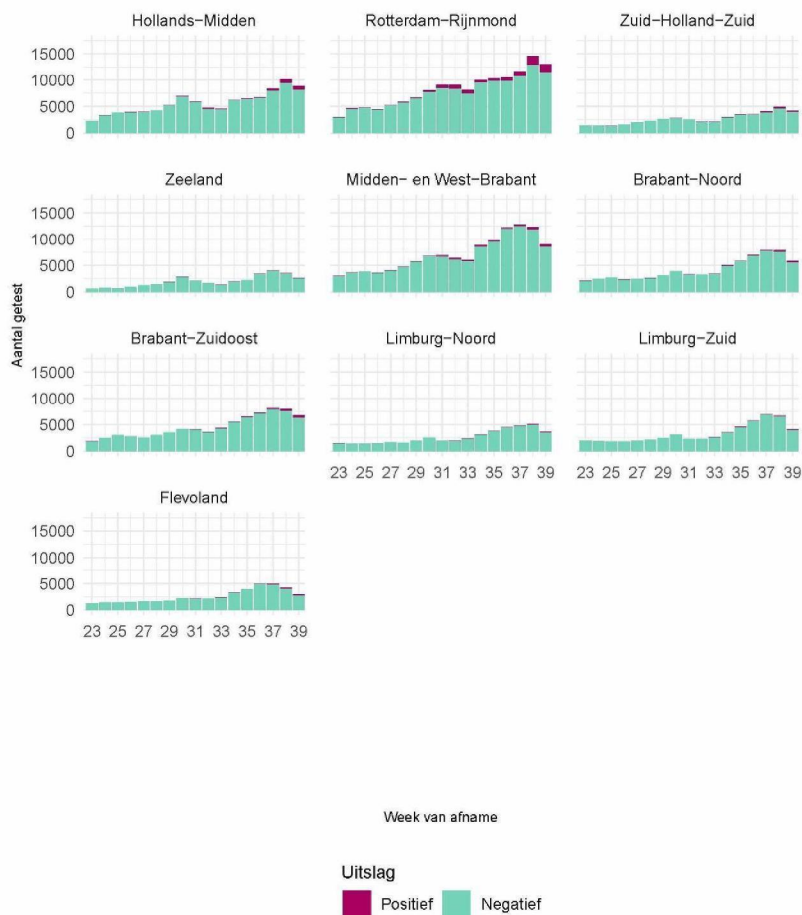 Hollands−Midden Rotterdam−Rijnmond Zuid−Holland−Zuid
15000
10000
5000
0
Zeeland Midden− en West−Brabant Brabant−Noord
15000
10000
5000
0
Aantal getest
Brabant−Zuidoost Limburg−Noord Limburg−Zuid
15000
10000
5000
0
23 25 27 29 31 33 35 37 39 23 25 27 29 31 33 35 37 39
Flevoland
15000
10000
5000
0
23 25 27 29 31 33 35 37 39
Week van afname
Uitslag
Positief Negatief